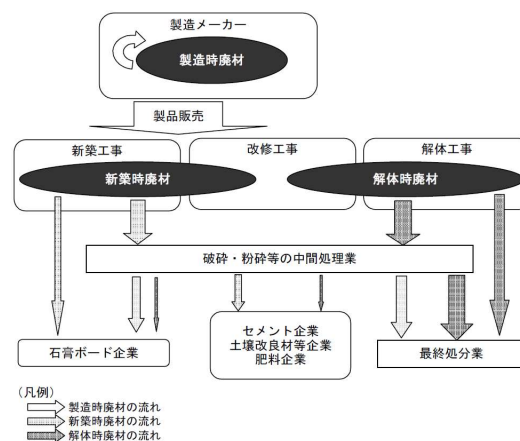 製造メーカー
製造時廃材
製品販売
新築工事
改修工事
解体工事
新築時廃材
解体時廃材
破砕・粉砕等の中間処理業
石膏ボード企業
セメント企業
土壌改良材等企業
肥料企業
最終処分業
(凡例)
製造時廃材の流れ
新築時廃材の流れ
解体時廃材の流れ